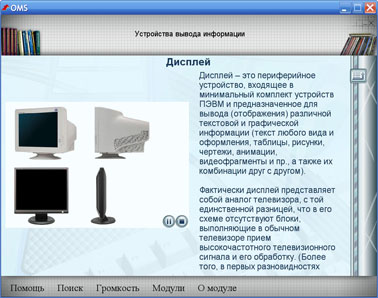 OMS
Устройства вывода информации
Дисплей
Дисплей – это периферийное
устройство, входящее в
минимальный комплект устройств
ПЭВМ и предназначенное для
вывода (отображения) различной
текстовой и графической
информации (текст любого вида и
оформления, таблицы, рисунки,
чертежи, анимации,
видеофрагменты и пр., а также их
комбинации друг с другом).
Фактически дисплей представляет
собой аналог телевизора, с той
единственной разницей, что в его
схеме отсутствуют блоки,
выполняющие в обычном
телевизоре прием
высокочастотного телевизионного
сигнала и его обработку. (Более
того, в первых разновидностях
Помощь Поиск Громкость Модули О модуле